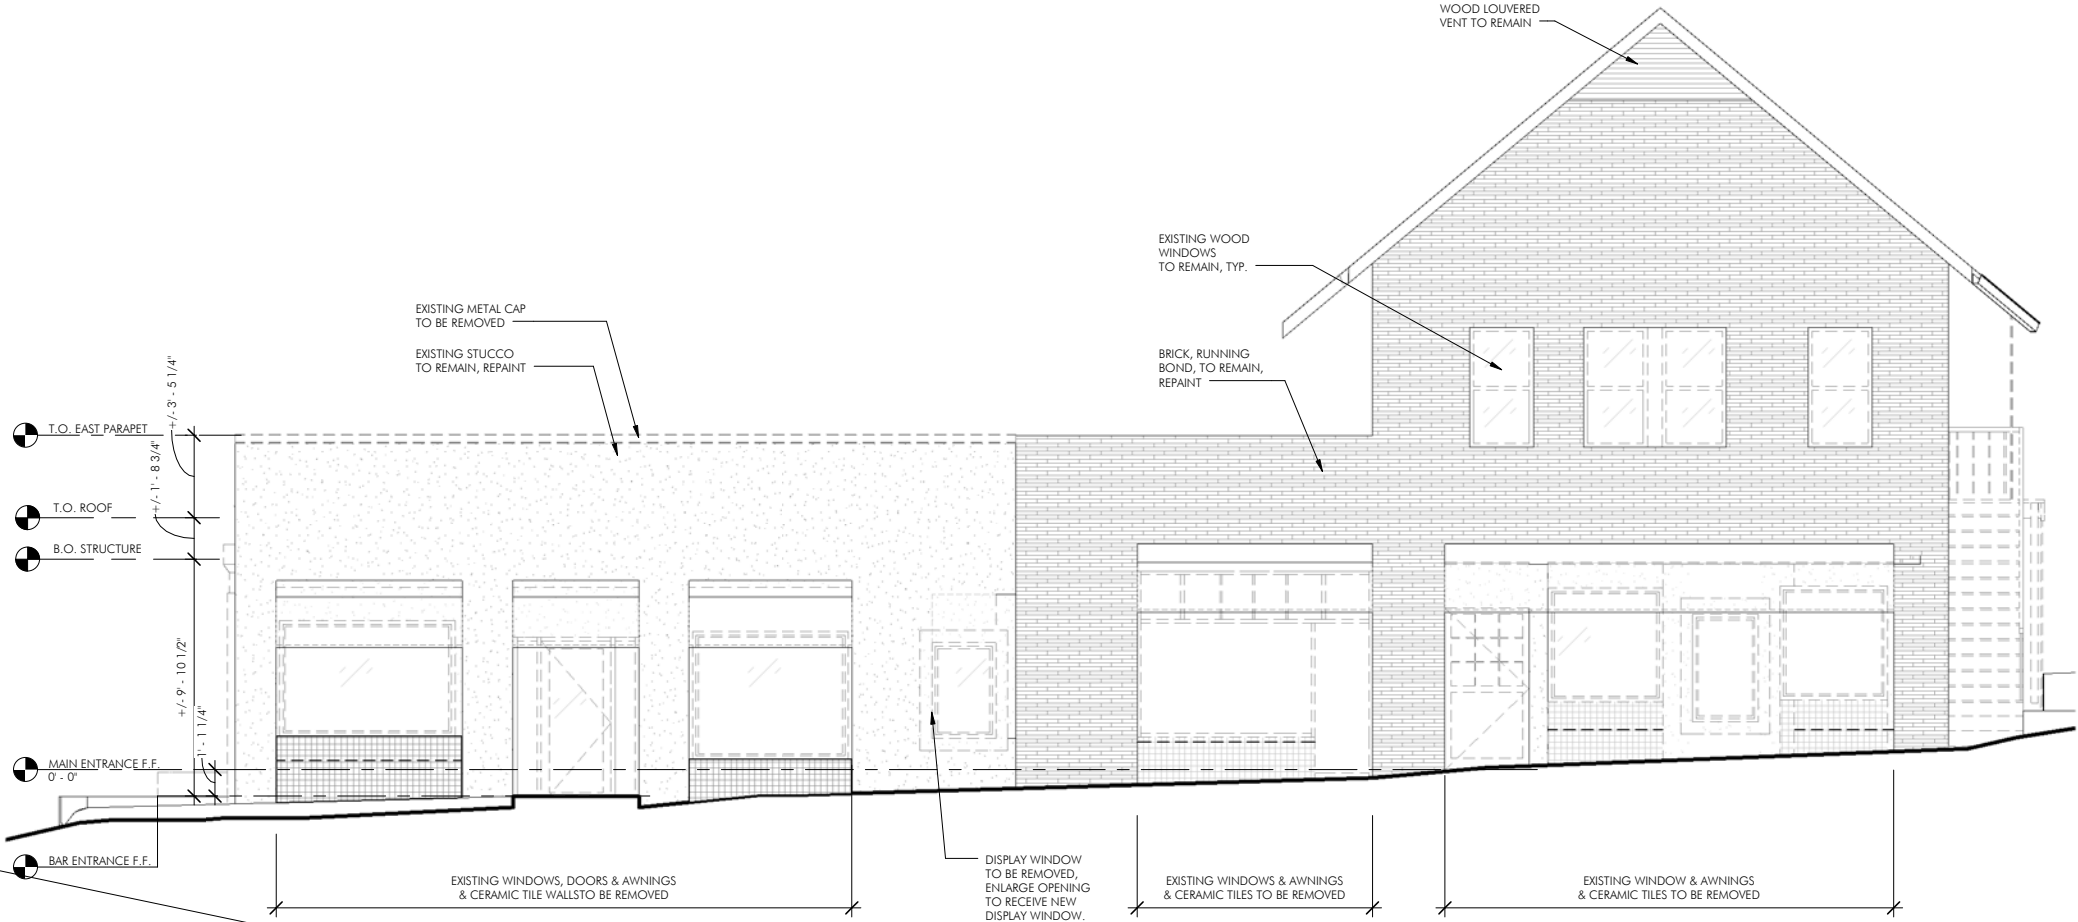 WOOD LOUVERED
VENT TO REMAIN
EXISTING WOOD
WINDOWS
TO REMAIN, TYP.
EXISTING METAL CAP
TO BE REMOVED
EXISTING STUCCO
TO REMAIN, REPAINT
BRICK, RUNNING
BOND, TO REMAIN,
REPAINT
+/- 3' - 5 1/4"
T.O. EAST PARAPET
+/- 1' - 8 3/4"
T.O. ROOF
B.O. STRUCTURE
+/- 9' - 10 1/2"
1' - 1 1/4"
MAIN ENTRANCE F.F.
0' - 0"
BAR ENTRANCE F.F.
EXISTING WINDOWS, DOORS & AWNINGS
& CERAMIC TILE WALLSTO BE REMOVED
DISPLAY WINDOW
TO BE REMOVED,
ENLARGE OPENING
TO RECEIVE NEW
DISPLAY WINDOW.
EXISTING WINDOWS & AWNINGS
& CERAMIC TILES TO BE REMOVED
EXISTING WINDOW & AWNINGS
& CERAMIC TILES TO BE REMOVED